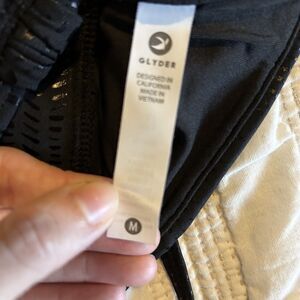 GLYDER
DESIGNED IN
CALIFORNIA
MADE IN
VIETNAM
M